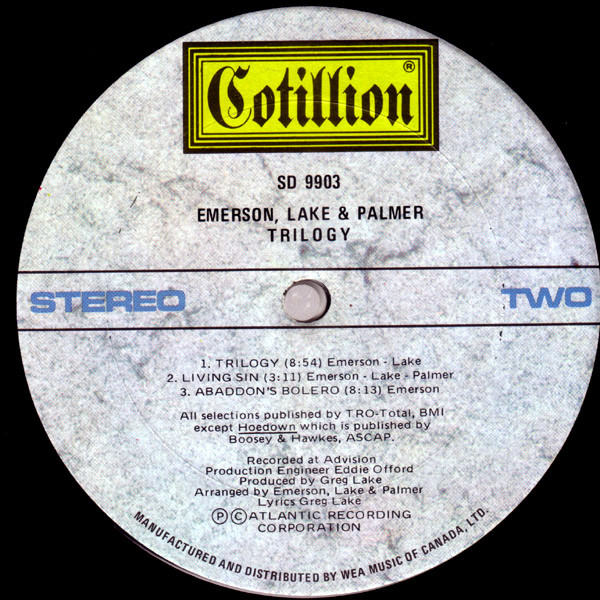 Cotillion®
SD 9903
EMERSON, LAKE & PALMER
TRILOGY
STEREO
TWO
1. TRILOGY (8:54) Emerson - Lake
2. LIVING SIN (3:11) Emerson - Lake - Palmer
3. ABADDON'S BOLERO (8:13) Emerson
All selections published by TRO-Total, BMI
except Hoedown which is published by
Boosey & Hawkes, ASCAP.
Recorded at Advision
Production Engineer Eddie Offord
Produced by Greg Lake
Arranged by Emerson, Lake & Palmer
Lyrics Greg Lake
ⓅⒸATLANTIC RECORDING
CORPORATION
MANUFACTURED AND DISTRIBUTED BY WEA MUSIC OF CANADA, LTD.